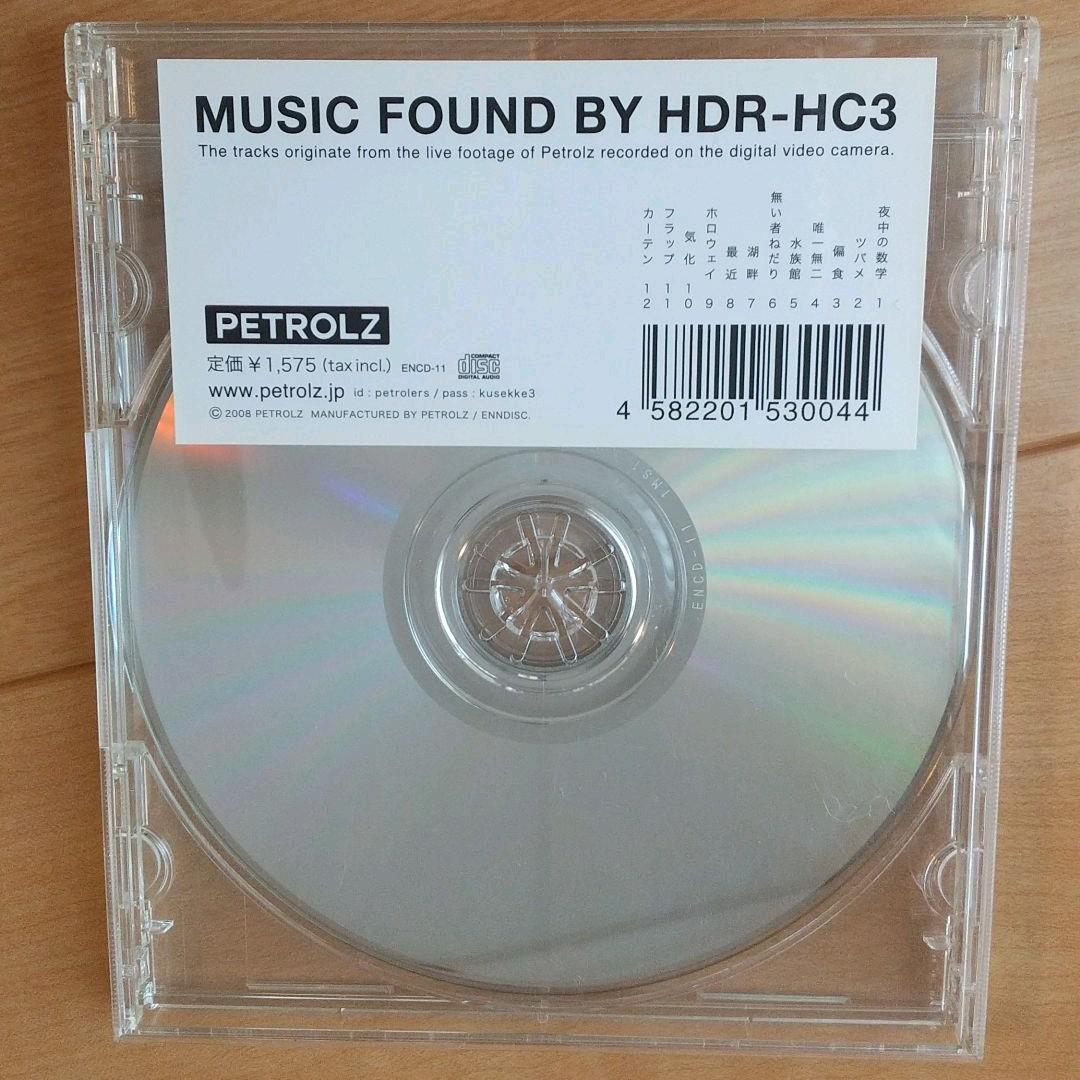 MUSIC FOUND BY HDR-HC3
The tracks originate from the live footage of Petrolz recorded on the digital video camera.
夜中の数学 1
ツバメ 2
偏食 3
唯一無二 4
水族館 5
無い者ねだり 6
湖畔 7
最近 8
ホロウェイ 9
気化 10
フラップ 11
カーテン 12
PETROLZ
定価 ¥ 1,575 (tax incl.) ENCD-11 COMPACT disc DIGITAL AUDIO
www.petrolz.jp id : petrolers / pass : kusekke3
© 2008 PETROLZ MANUFACTURED BY PETROLZ / ENNDISC.
4 582201 530044
ENCD-11 1MS1